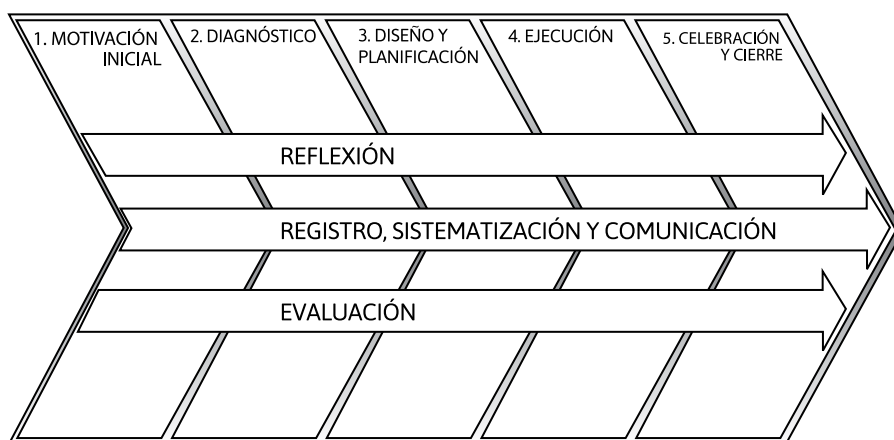 1. MOTIVACIÓN
INICIAL
2. DIAGNÓSTICO
3. DISEÑO Y
PLANIFICACIÓN
4. EJECUCIÓN
5. CELEBRACIÓN
Y CIERRE
REFLEXIÓN
REGISTRO, SISTEMATIZACIÓN Y COMUNICACIÓN
EVALUACIÓN